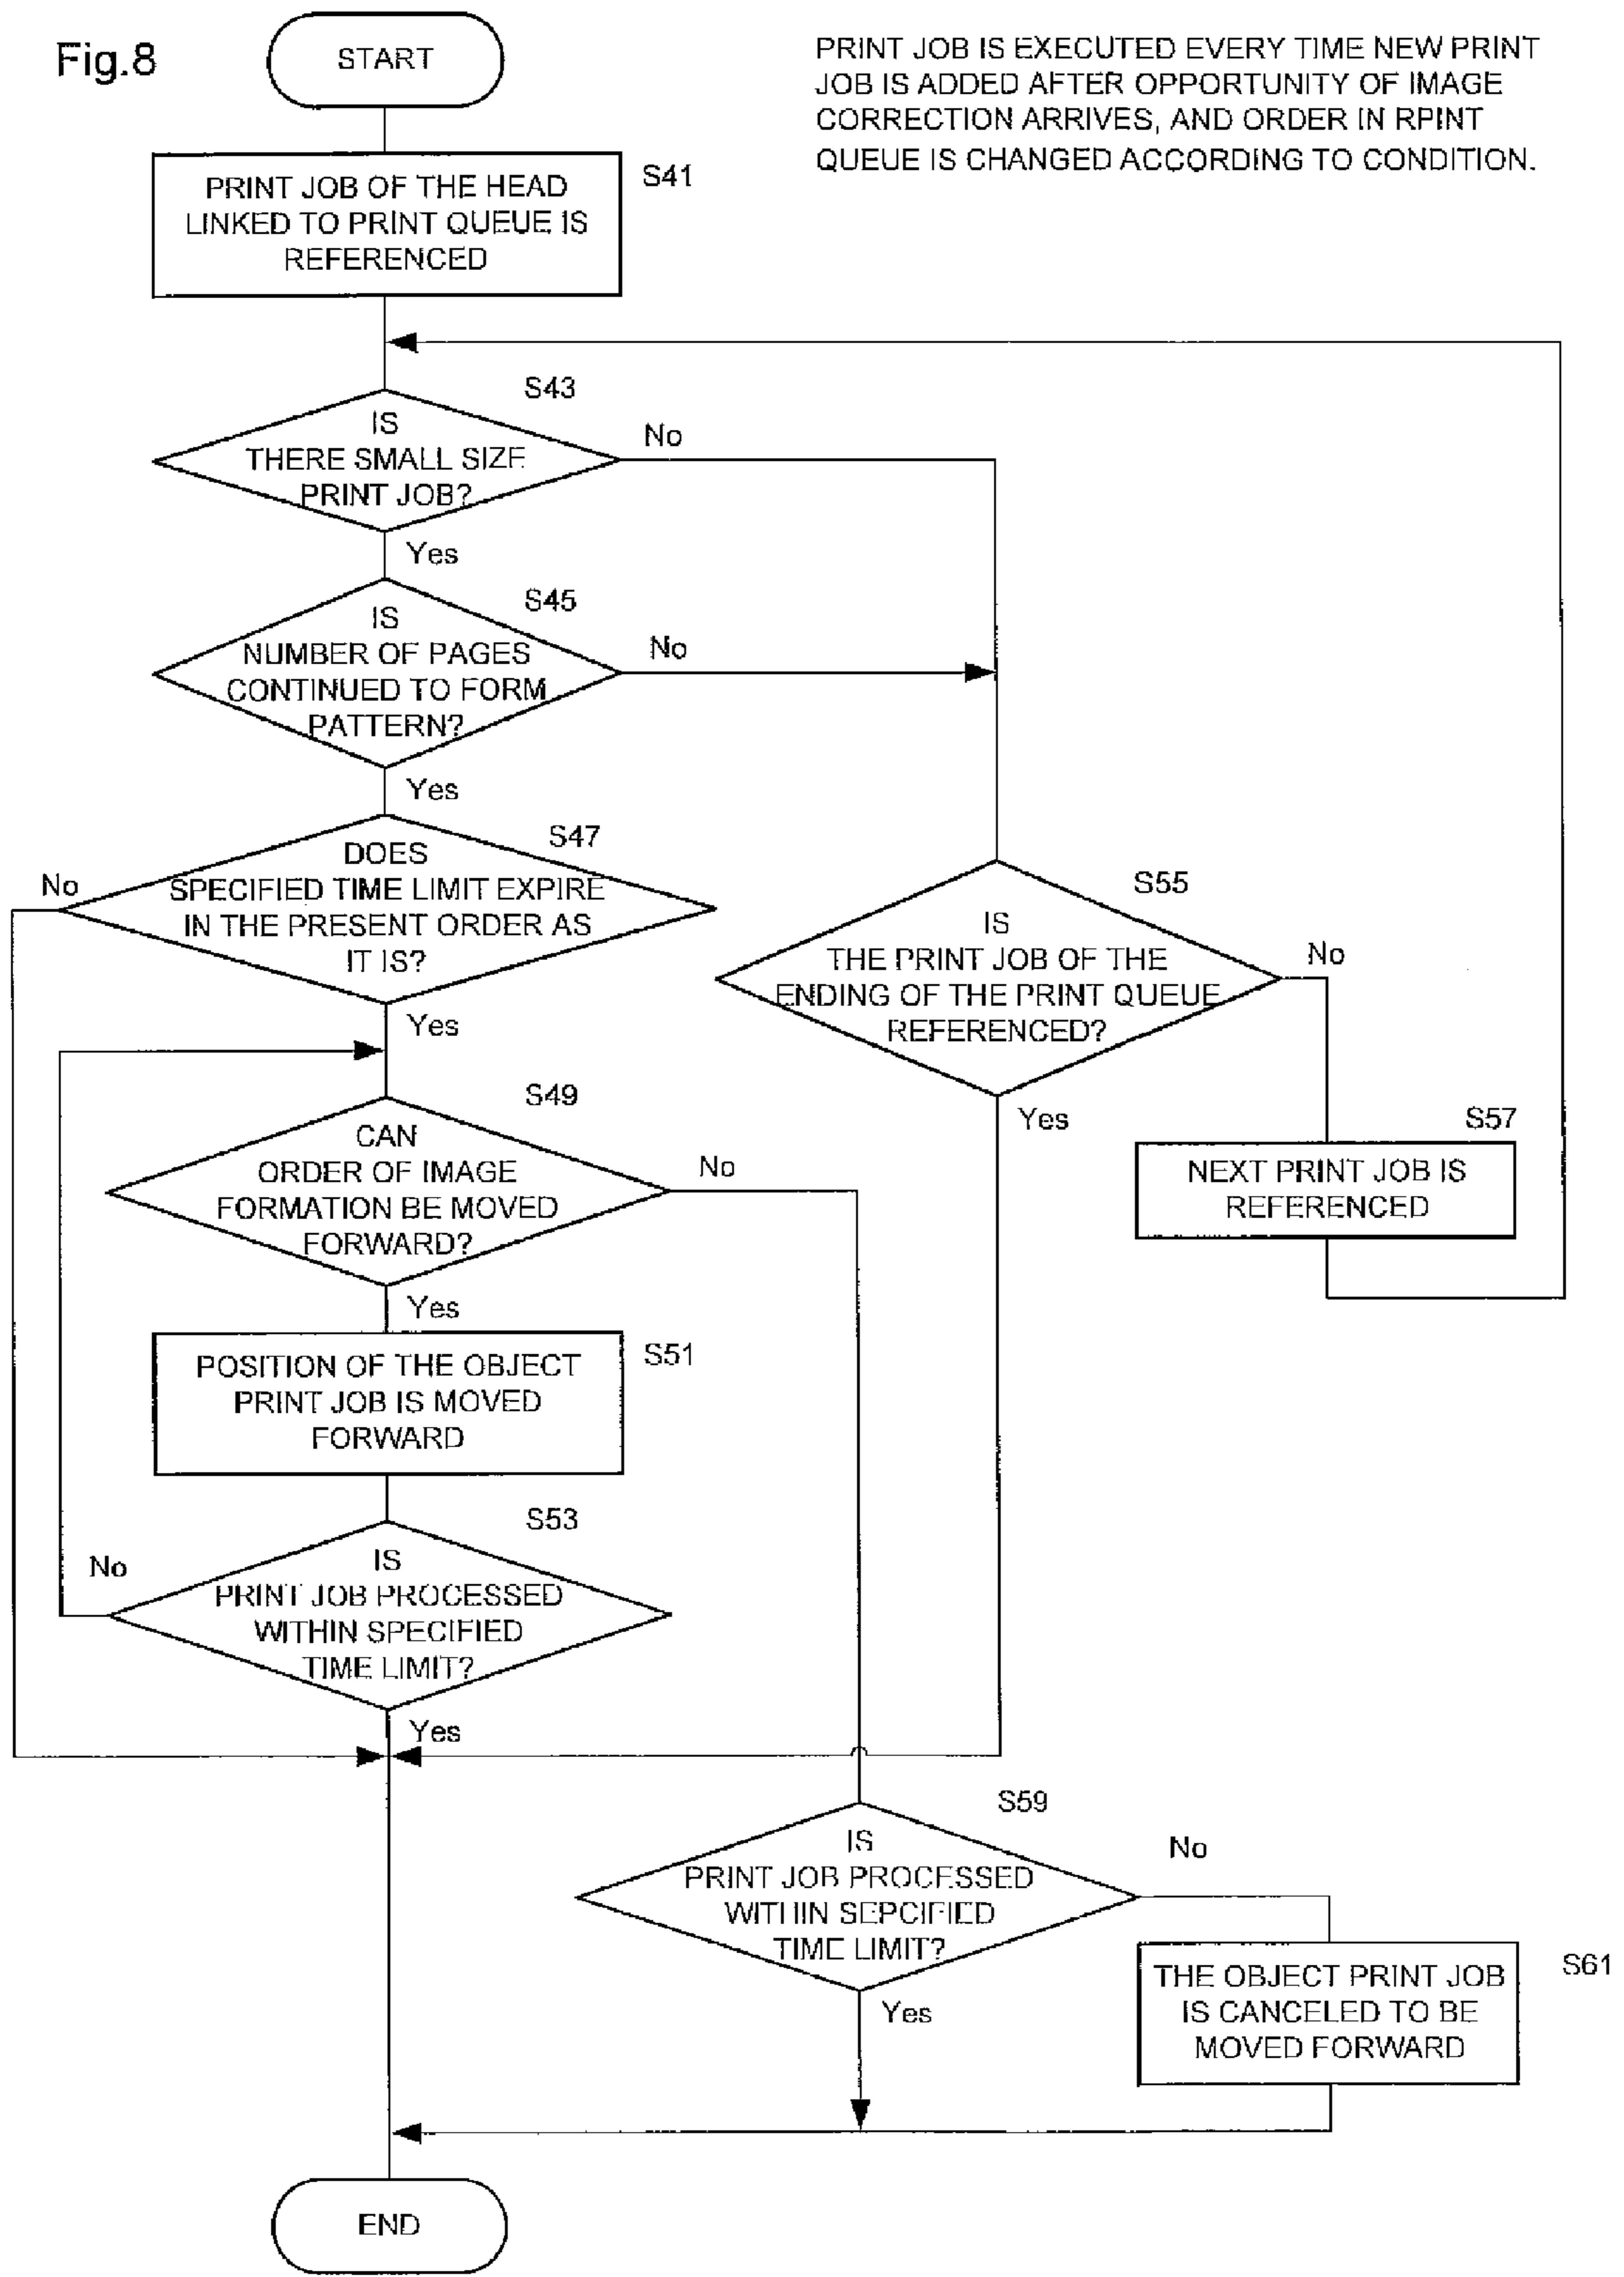 Fig.8
START
PRINT JOB IS EXECUTED EVERY TIME NEW PRINT
JOB IS ADDED AFTER OPPORTUNITY OF IMAGE
CORRECTION ARRIVES, AND ORDER IN RPINT
QUEUE IS CHANGED ACCORDING TO CONDITION.
S41
PRINT JOB OF THE HEAD
LINKED TO PRINT QUEUE IS
REFERENCED
S43
IS
THERE SMALL SIZE
PRINT JOB?
No
Yes
S45
IS
NUMBER OF PAGES
CONTINUED TO FORM
PATTERN?
No
Yes
S47
DOES
SPECIFIED TIME LIMIT EXPIRE
IN THE PRESENT ORDER AS
IT IS?
No
Yes
S55
IS
THE PRINT JOB OF THE
ENDING OF THE PRINT QUEUE
REFERENCED?
No
Yes
S57
NEXT PRINT JOB IS
REFERENCED
S49
CAN
ORDER OF IMAGE
FORMATION BE MOVED
FORWARD?
No
Yes
S51
POSITION OF THE OBJECT
PRINT JOB IS MOVED
FORWARD
S53
IS
PRINT JOB PROCESSED
WITHIN SPECIFIED
TIME LIMIT?
No
Yes
S59
IS
PRINT JOB PROCESSED
WITHIN SEPCIFIED
TIME LIMIT?
No
Yes
S61
THE OBJECT PRINT JOB
IS CANCELED TO BE
MOVED FORWARD
END